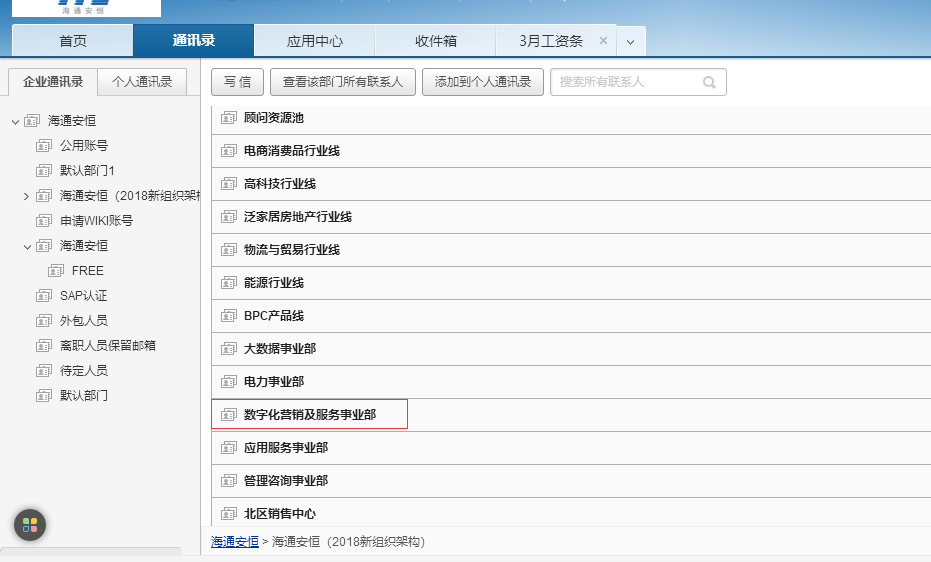 海通安恒
首页
通讯录
应用中心
收件箱
3月工资条
企业通讯录
个人通讯录
写 信
查看该部门所有联系人
添加到个人通讯录
搜索所有联系人
海通安恒
公用账号
默认部门1
海通安恒（2018新组织架构
申请WIKI账号
海通安恒
FREE
SAP认证
外包人员
离职人员保留邮箱
待定人员
默认部门
顾问资源池
电商消费品行业线
高科技行业线
泛家居房地产行业线
物流与贸易行业线
能源行业线
BPC产品线
大数据事业部
电力事业部
数字化营销及服务事业部
应用服务事业部
管理咨询事业部
北区销售中心
海通安恒 > 海通安恒（2018新组织架构）